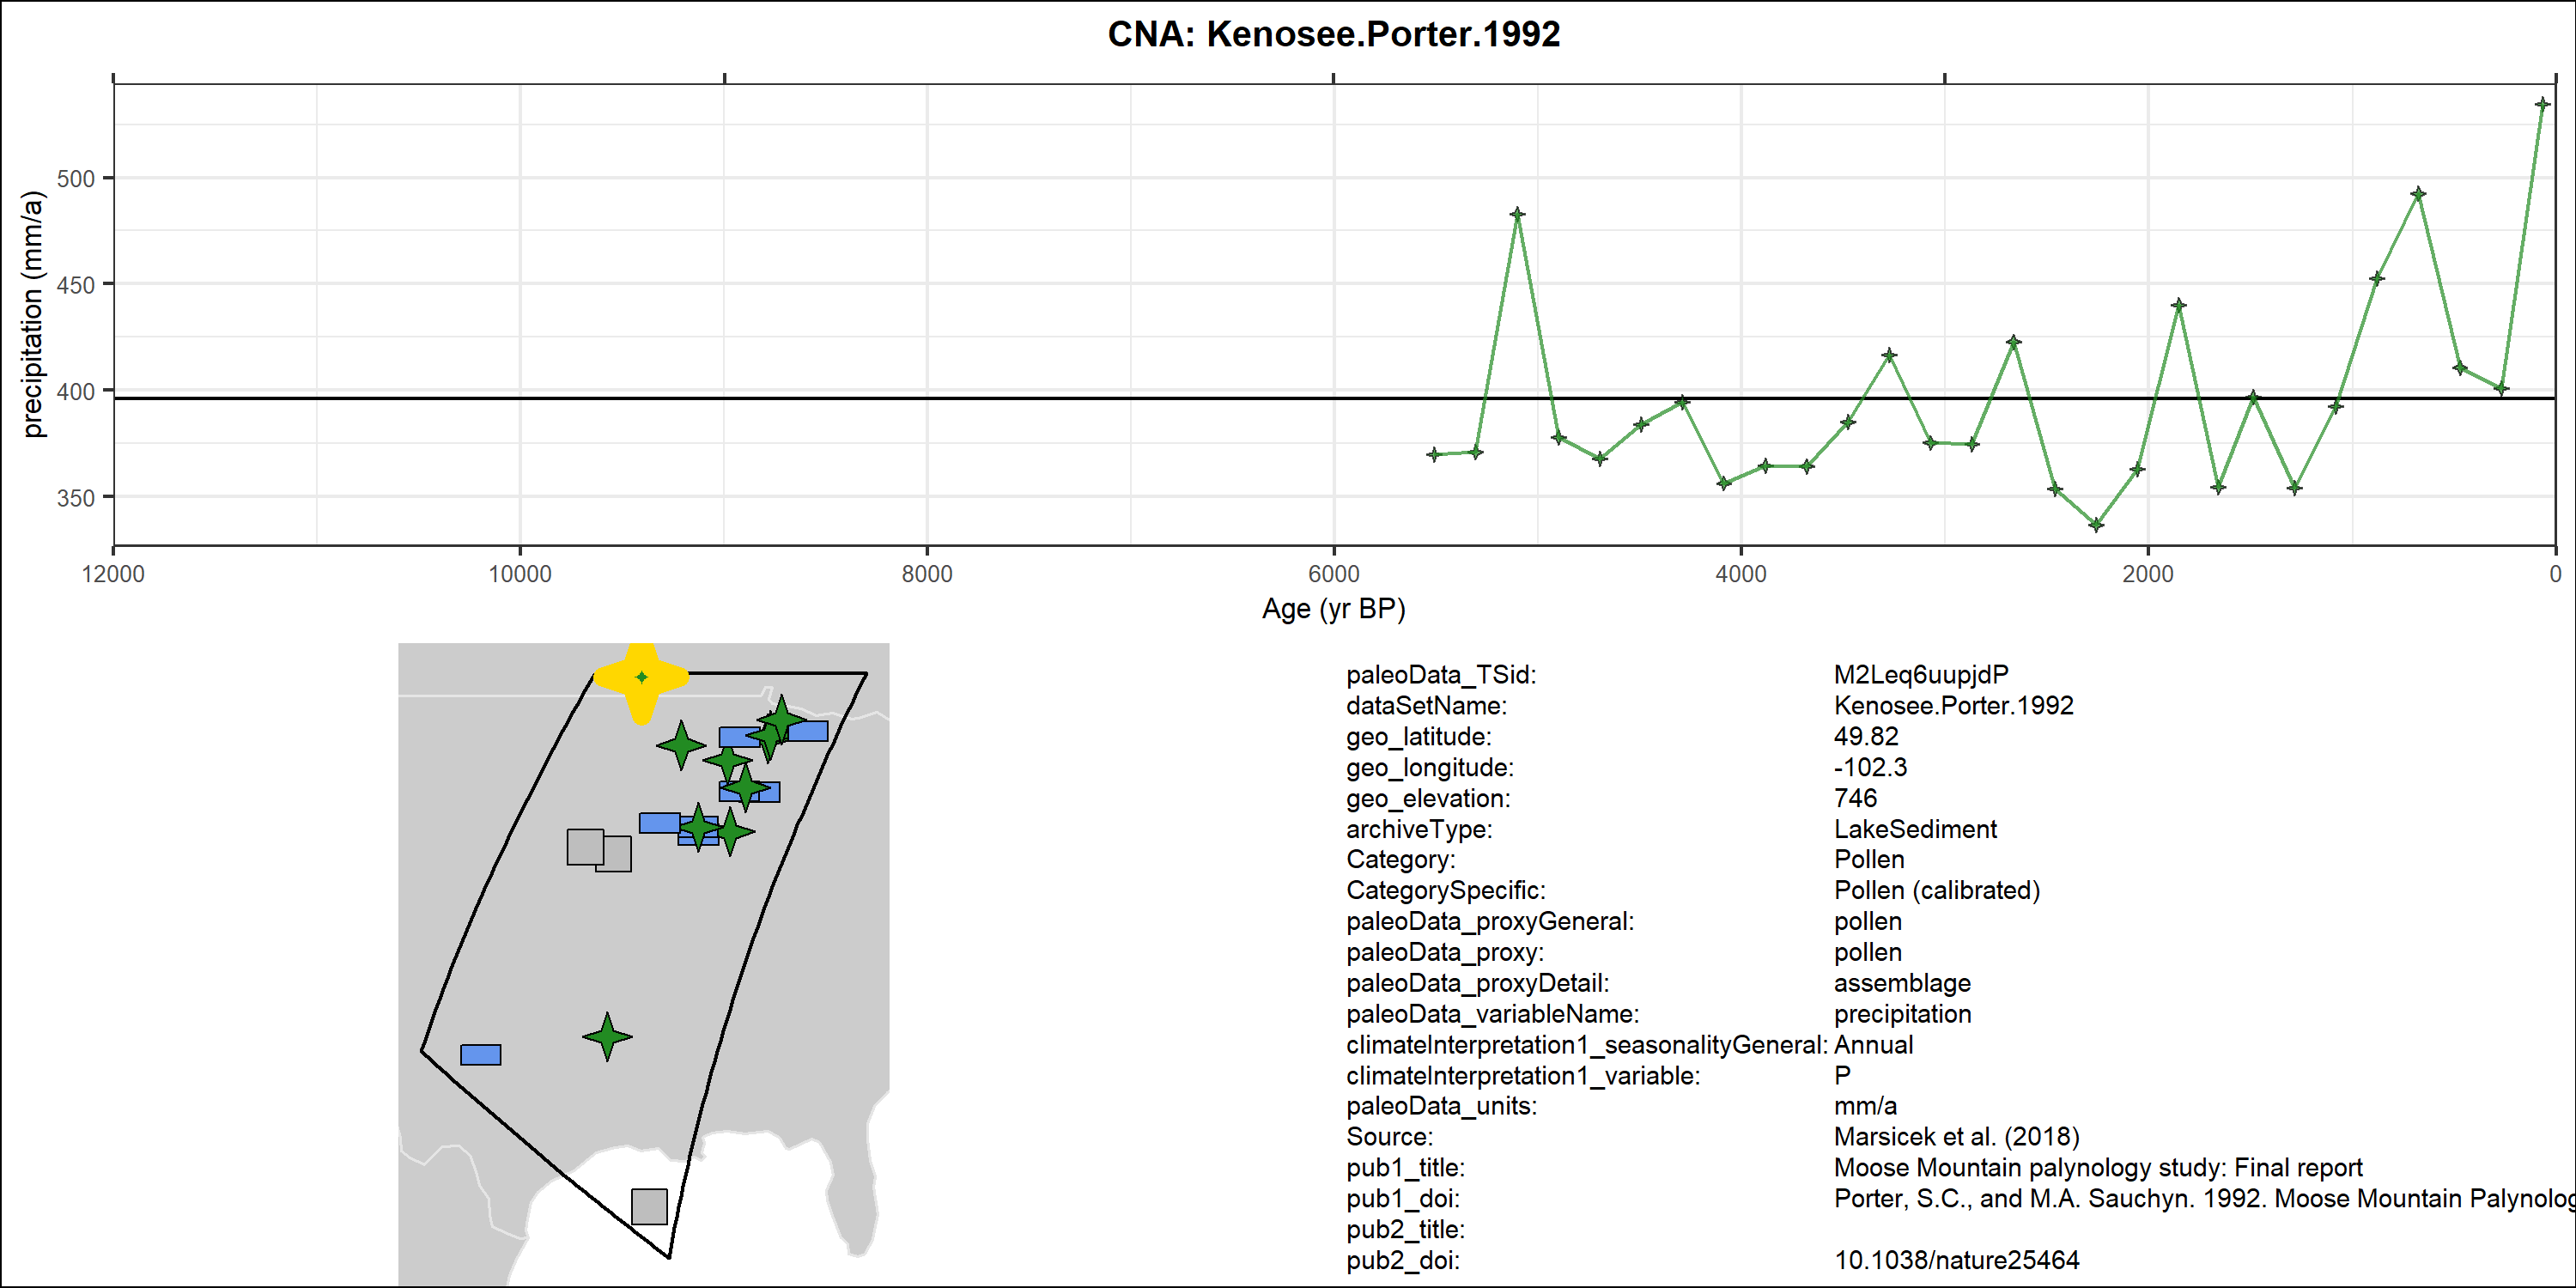 CNA: Kenosee.Porter.1992
500
450
400
350
precipitation (mm/a)
12000 10000 8000 6000 4000 2000 0
Age (yr BP)
paleoData_TSid: M2Leq6uupjdP
dataSetName: Kenosee.Porter.1992
geo_latitude: 49.82
geo_longitude: -102.3
geo_elevation: 746
archiveType: LakeSediment
Category: Pollen
CategorySpecific: Pollen (calibrated)
paleoData_proxyGeneral: pollen
paleoData_proxy: pollen
paleoData_proxyDetail: assemblage
paleoData_variableName: precipitation
climateInterpretation1_seasonalityGeneral: Annual
climateInterpretation1_variable: P
paleoData_units: mm/a
Source: Marsicek et al. (2018)
pub1_title: Moose Mountain palynology study: Final report
pub1_doi: Porter, S.C., and M.A. Sauchyn. 1992. Moose Mountain Palynolog
pub2_title:
pub2_doi: 10.1038/nature25464